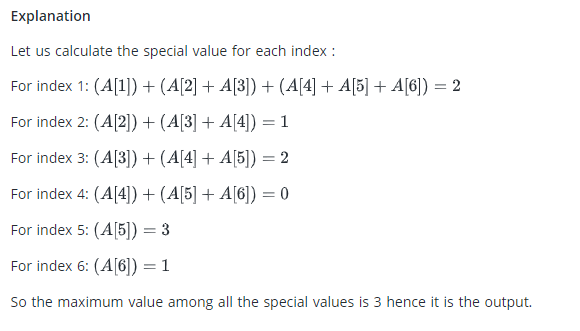 Explanation
Let us calculate the special value for each index :
For index 1: (A[1]) + (A[2] + A[3]) + (A[4] + A[5] + A[6]) = 2
For index 2: (A[2]) + (A[3] + A[4]) = 1
For index 3: (A[3]) + (A[4] + A[5]) = 2
For index 4: (A[4]) + (A[5] + A[6]) = 0
For index 5: (A[5]) = 3
For index 6: (A[6]) = 1
So the maximum value among all the special values is 3 hence it is the output.